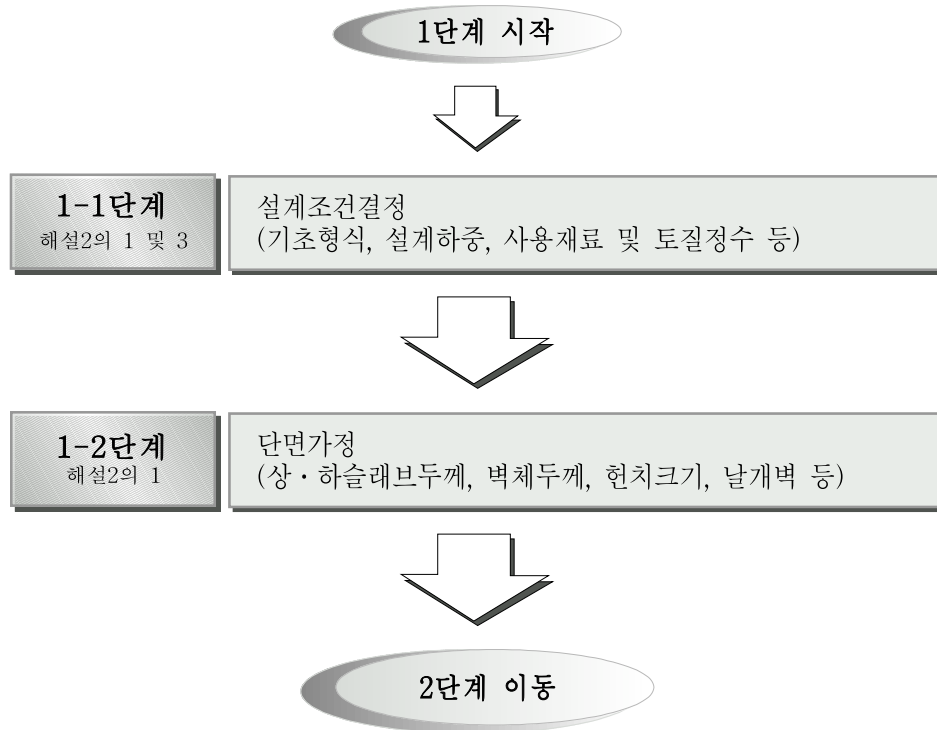 1단계 시작
1-1단계
해설2의 1 및 3
설계조건결정
(기초형식, 설계하중, 사용재료 및 토질정수 등)
1-2단계
해설2의 1
단면가정
(상·하슬래브두께, 벽체두께, 헌치크기, 날개벽 등)
2단계 이동